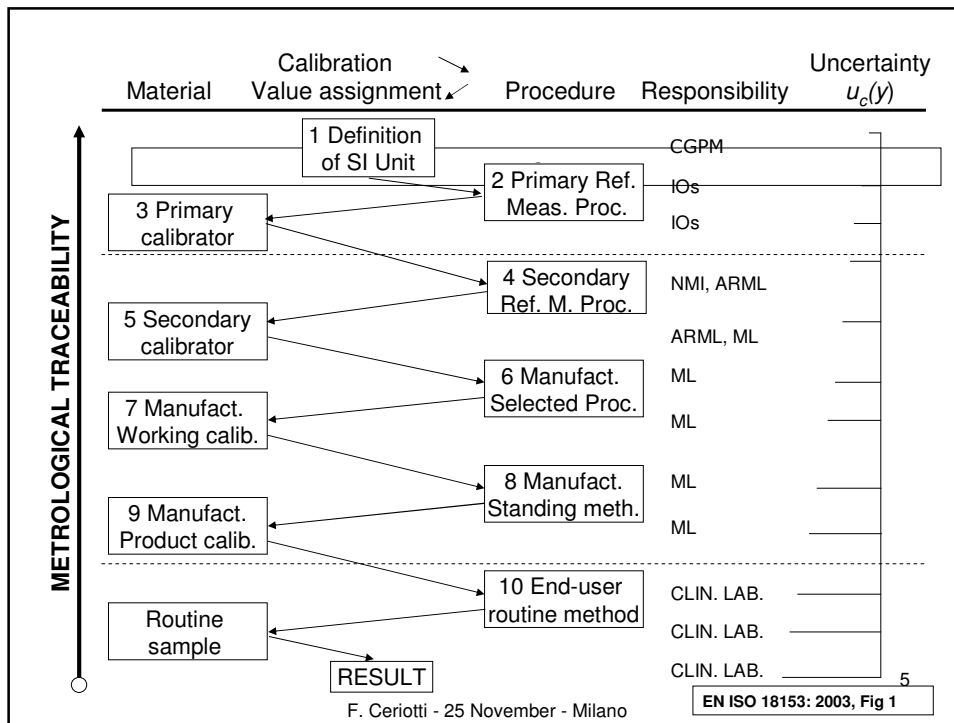 Calibration
Uncertainty
Material
Value assignment
Procedure
Responsibility
u_c(y)
METROLOGICAL TRACEABILITY
1 Definition
of SI Unit
CGPM
2 Primary Ref.
Meas. Proc.
IOs
3 Primary
calibrator
IOs
4 Secondary
Ref. M. Proc.
NMI, ARML
5 Secondary
calibrator
ARML, ML
6 Manufact.
Selected Proc.
ML
7 Manufact.
Working calib.
ML
8 Manufact.
Standing meth.
ML
9 Manufact.
Product calib.
ML
10 End-user
routine method
CLIN. LAB.
Routine
sample
CLIN. LAB.
RESULT
CLIN. LAB.
5
EN ISO 18153: 2003, Fig 1
F. Ceriotti - 25 November - Milano